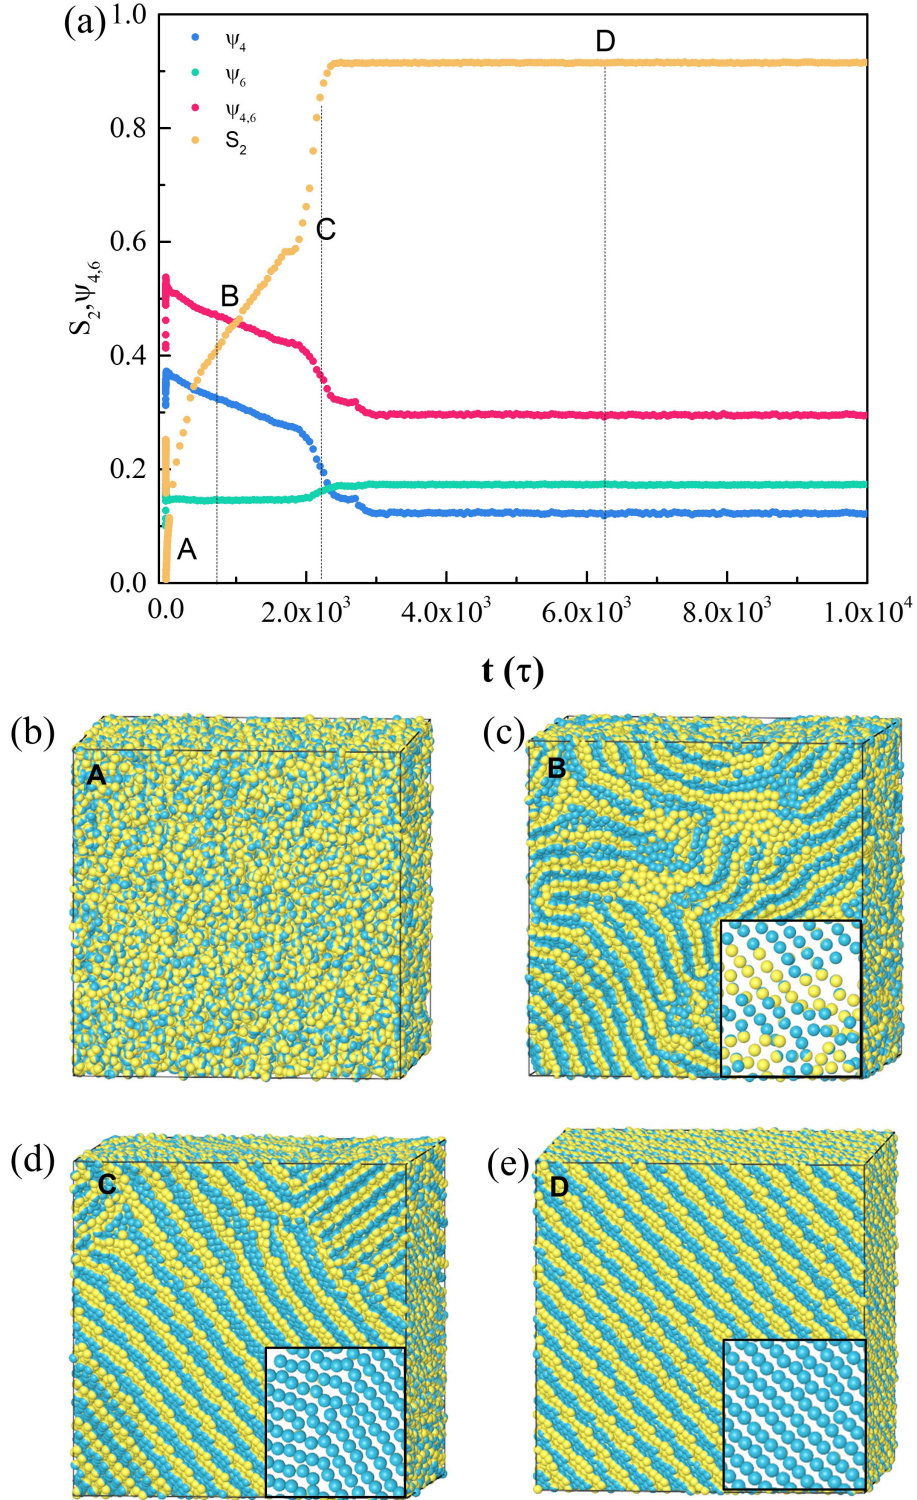 (a)
1.0
ψ4
ψ6
ψ4,6
S2
D
0.8
0.6
C
B
S2,ψ4,6
0.4
0.2
A
0.0
0.0 2.0x10³ 4.0x10³ 6.0x10³ 8.0x10³ 1.0x10⁴
t (τ)
(b)
A
(c)
B
(d)
C
(e)
D